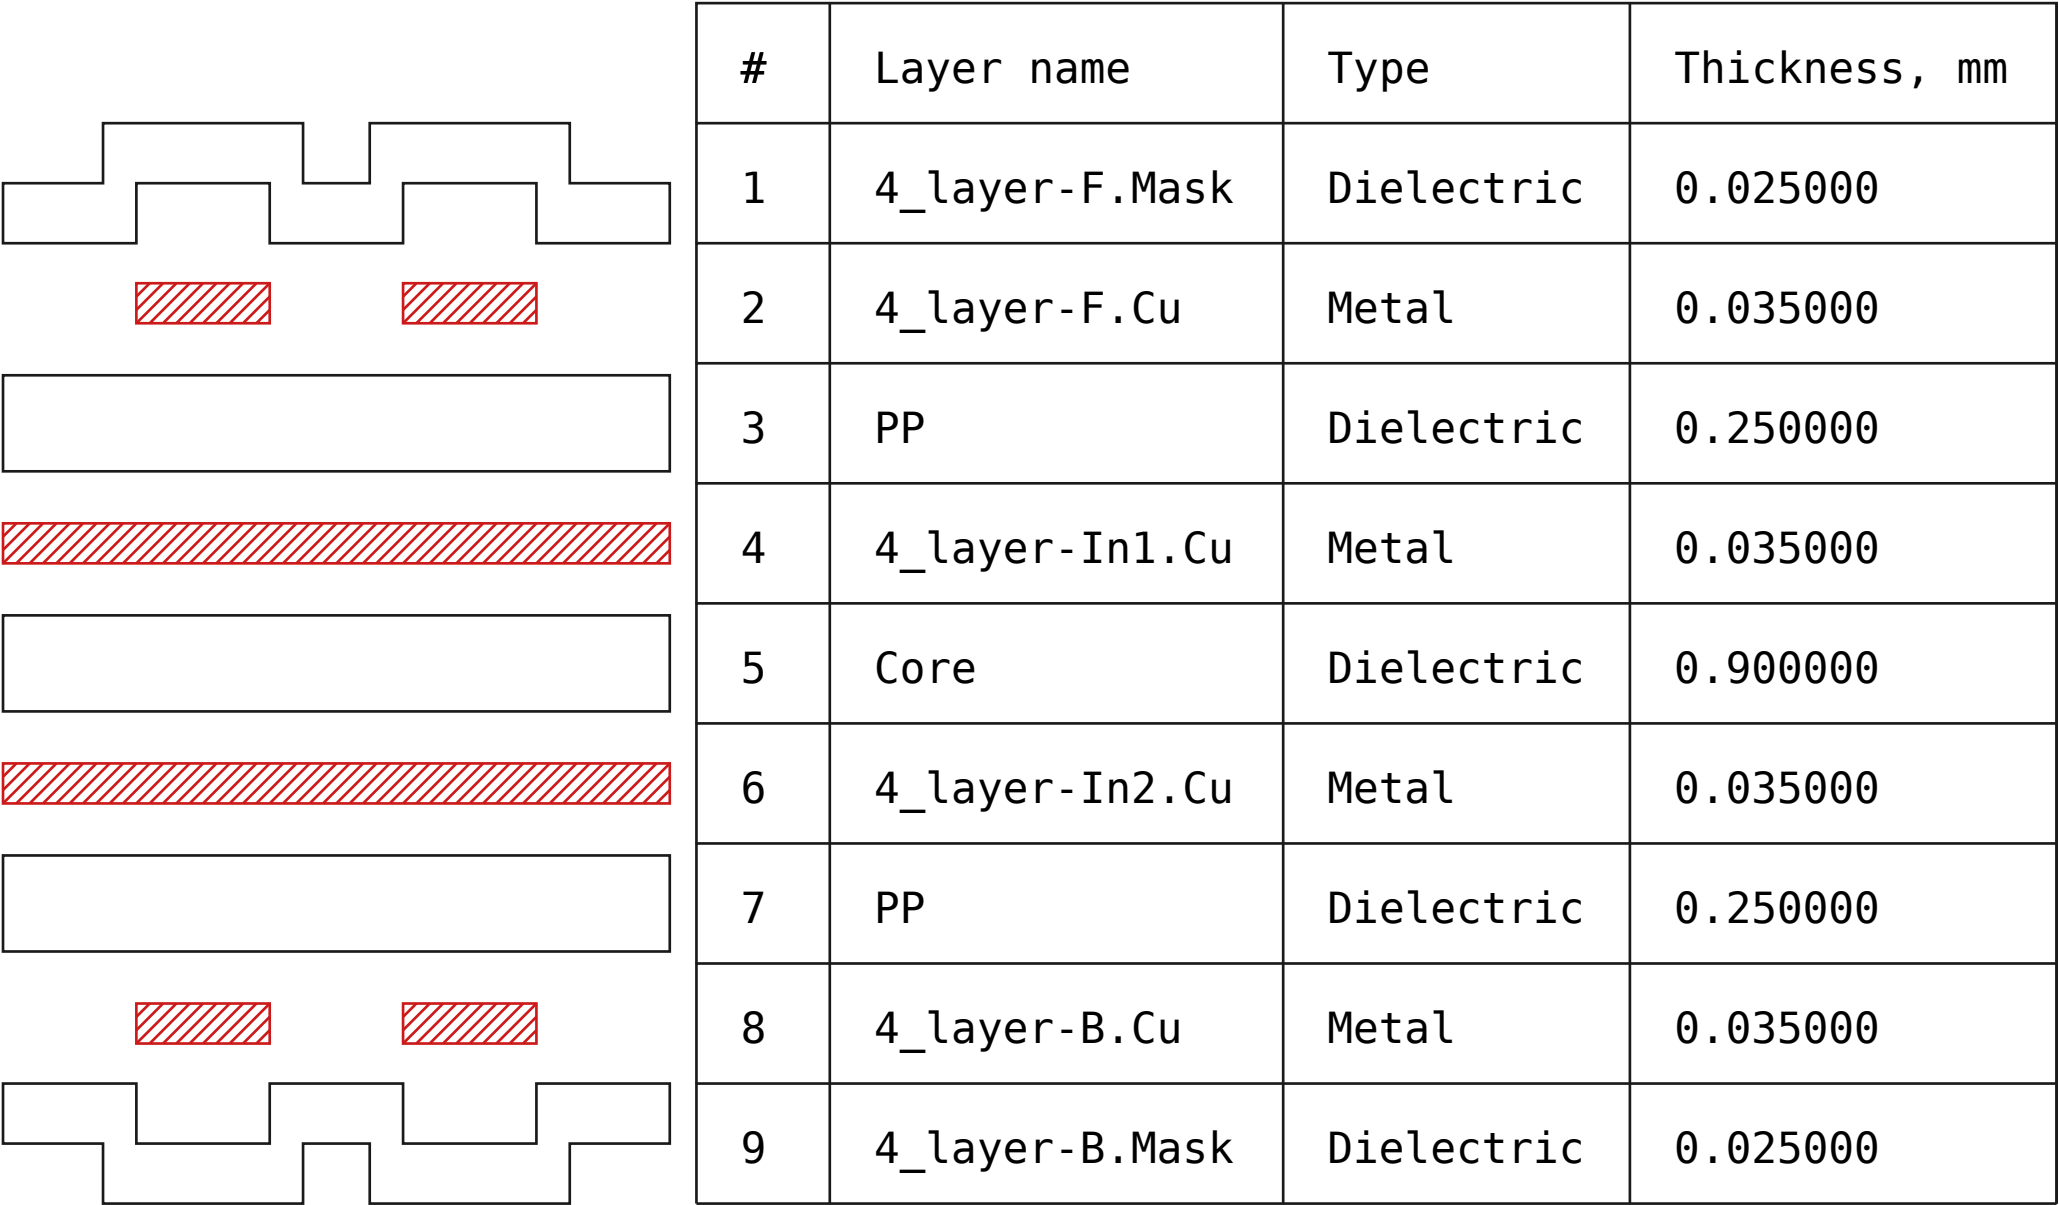 # Layer name Type Thickness, mm
1 4_layer-F.Mask Dielectric 0.025000
2 4_layer-F.Cu Metal 0.035000
3 PP Dielectric 0.250000
4 4_layer-In1.Cu Metal 0.035000
5 Core Dielectric 0.900000
6 4_layer-In2.Cu Metal 0.035000
7 PP Dielectric 0.250000
8 4_layer-B.Cu Metal 0.035000
9 4_layer-B.Mask Dielectric 0.025000